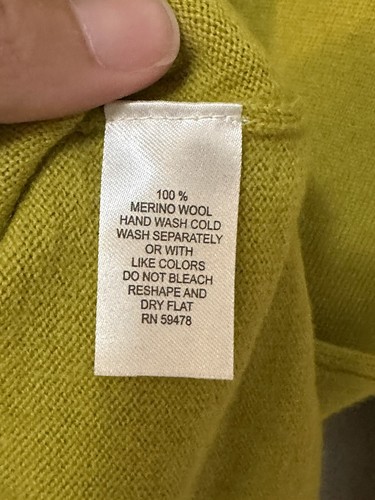 100 %
MERINO WOOL
HAND WASH COLD
WASH SEPARATELY
OR WITH
LIKE COLORS
DO NOT BLEACH
RESHAPE AND
DRY FLAT
RN 59478